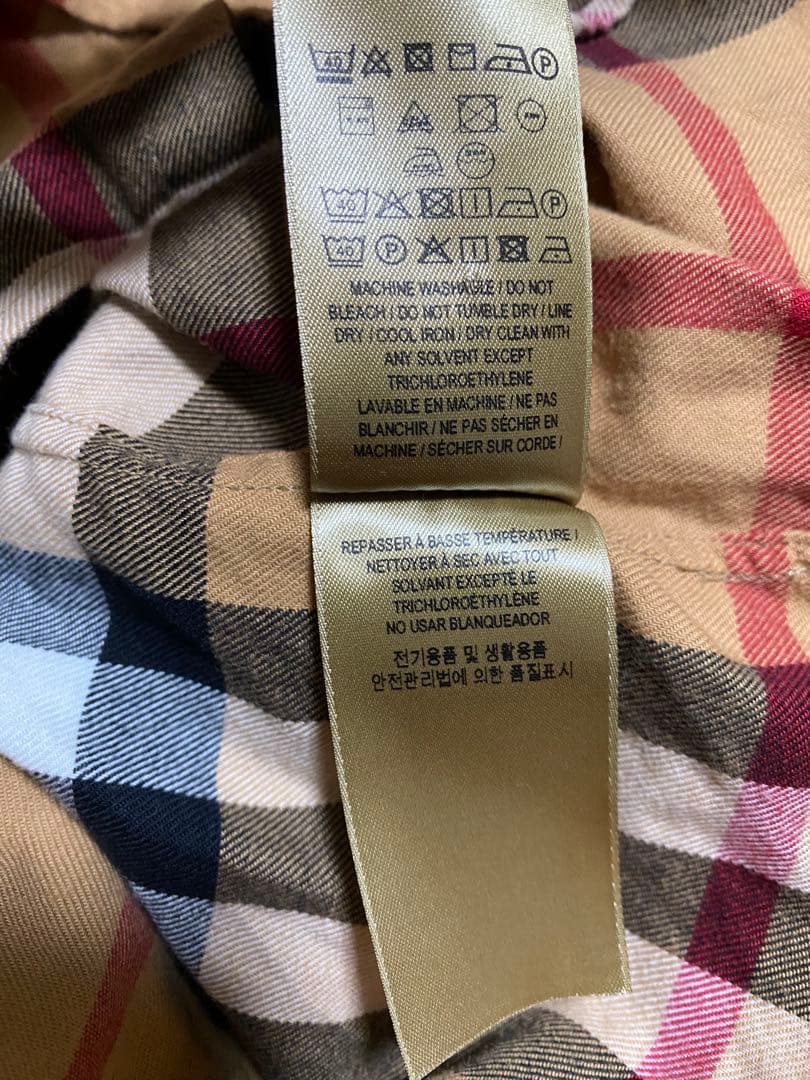 40
P
40
P
40
P
MACHINE WASHABLE / DO NOT
BLEACH / DO NOT TUMBLE DRY / LINE
DRY / COOL IRON / DRY CLEAN WITH
ANY SOLVENT EXCEPT
TRICHLOROETHYLENE
LAVABLE EN MACHINE / NE PAS
BLANCHIR / NE PAS SÉCHER EN
MACHINE / SÉCHER SUR CORDE /
REPASSER À BASSE TEMPÉRATURE /
NETTOYER À SEC AVEC TOUT
SOLVANT EXCEPTÉ LE
TRICHLOROÉTHYLÈNE
NO USAR BLANQUEADOR
전기용품 및 생활용품
안전관리법에 의한 품질표시